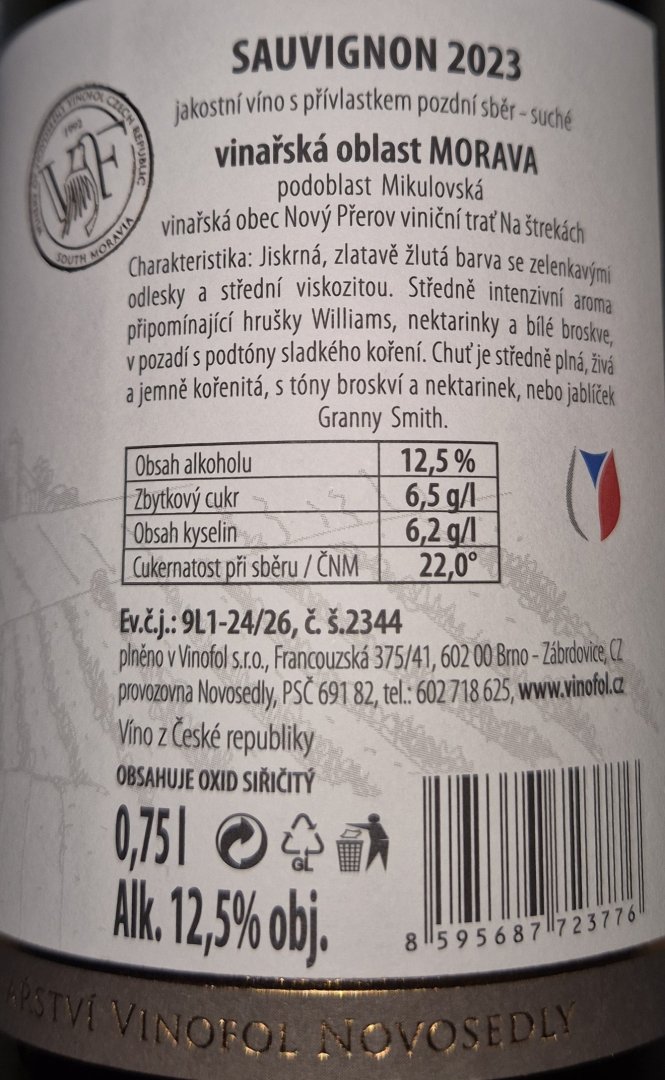 SAUVIGNON 2023
jakostní víno s přívlastkem pozdní sběr - suché
vinařská oblast MORAVA
podoblast Mikulovská
vinařská obec Nový Přerov viniční trať Na štrekách
Charakteristika: Jiskrná, zlatavě žlutá barva se zelenkavými
odlesky a střední viskozitou. Středně intenzivní aroma
připomínající hrušky Williams, nektarinky a bílé broskve,
v pozadí s podtóny sladkého koření. Chuť je středně plná, živá
a jemně kořenitá, s tóny broskví a nektarinek, nebo jablíček
Granny Smith.
Obsah alkoholu 12,5 %
Zbytkový cukr 6,5 g/l
Obsah kyselin 6,2 g/l
Cukernatost při sběru / ČNM 22,0°
Ev.č.j.: 9L1-24/26, č. š.2344
plněno v Vinofol s.r.o., Francouzská 375/41, 602 00 Brno - Zábrdovice, CZ
provozovna Novosedly, PSČ 691 82, tel.: 602 718 625, www.vinofol.cz
Víno z České republiky
OBSAHUJE OXID SIŘIČITÝ
0,75 l
GL
Alk. 12,5% obj.
8 595687 723776
VINOFOL CZECH REPUBLIC
1992
VF
SOUTH MORAVIA
ŘSTVÍ VINOFOL NOVOSEDLY